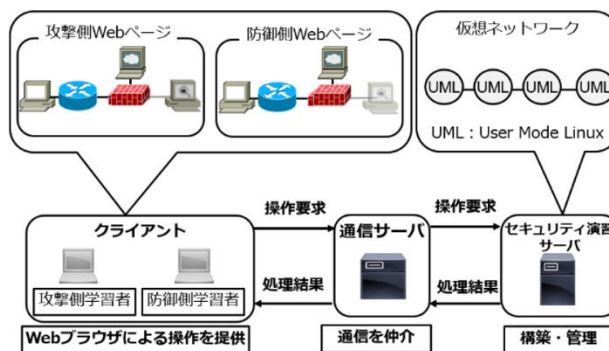 攻撃側Webページ
防御側Webページ
仮想ネットワーク
UML
UML
UML
UML
UML：User Mode Linux
クライアント
攻撃側学習者
防御側学習者
Webブラウザによる操作を提供
操作要求
処理結果
通信サーバ
通信を仲介
操作要求
処理結果
セキュリティ演習
サーバ
構築・管理